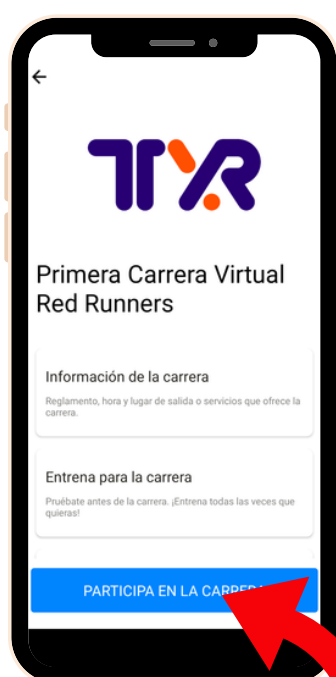 TYR
Primera Carrera Virtual
Red Runners
Información de la carrera
Reglamento, hora y lugar de salida o servicios que ofrece la
carrera.
Entrena para la carrera
Pruébate antes de la carrera. ¡Entrena todas las veces que
quieras!
PARTICIPA EN LA